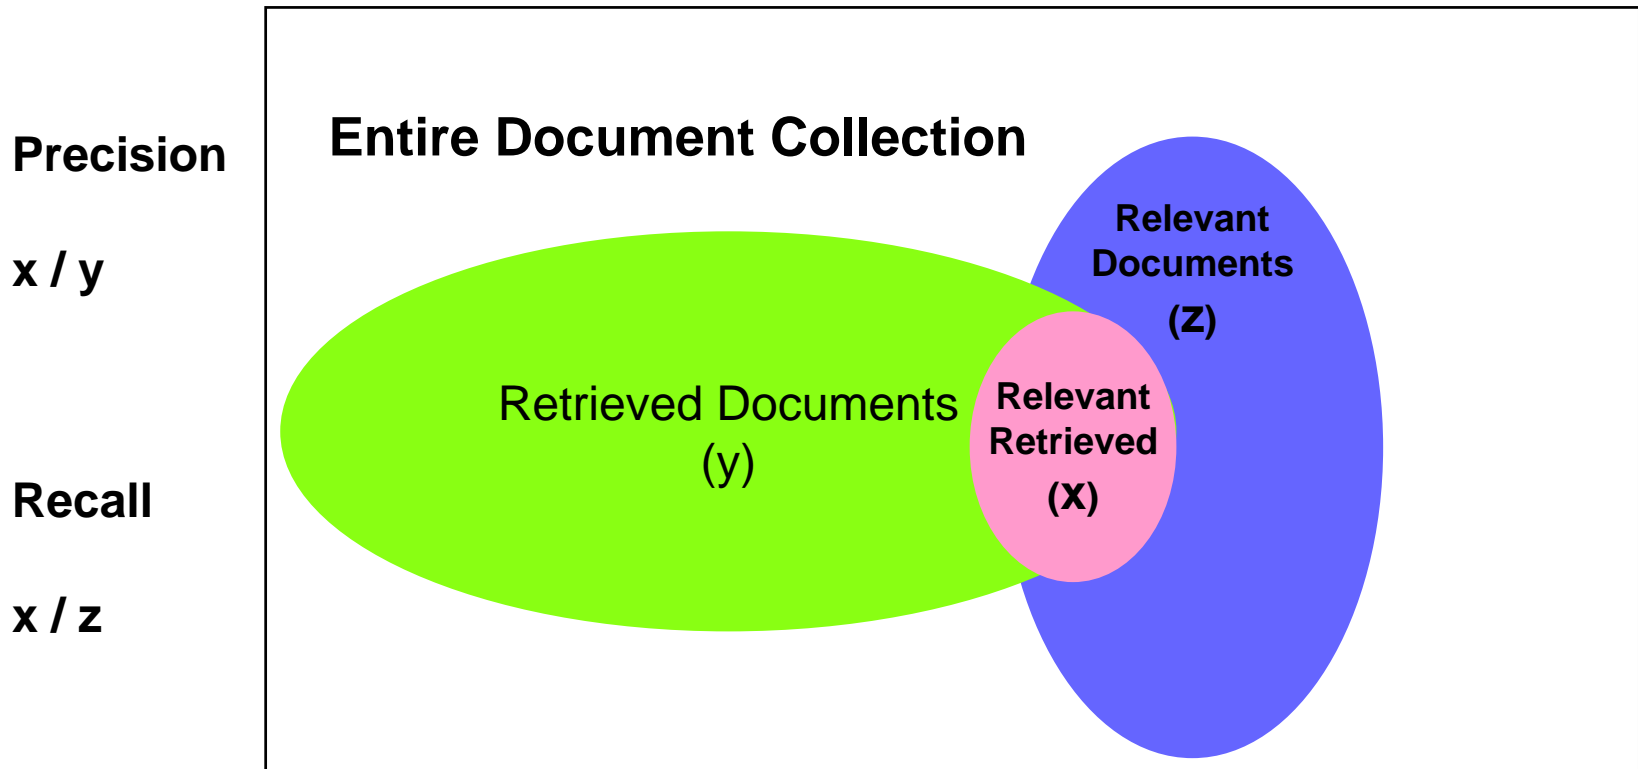 Precision
x / y
Recall
x / z
Entire Document Collection
Retrieved Documents
(y)
Relevant
Retrieved
(x)
Relevant
Documents
(z)